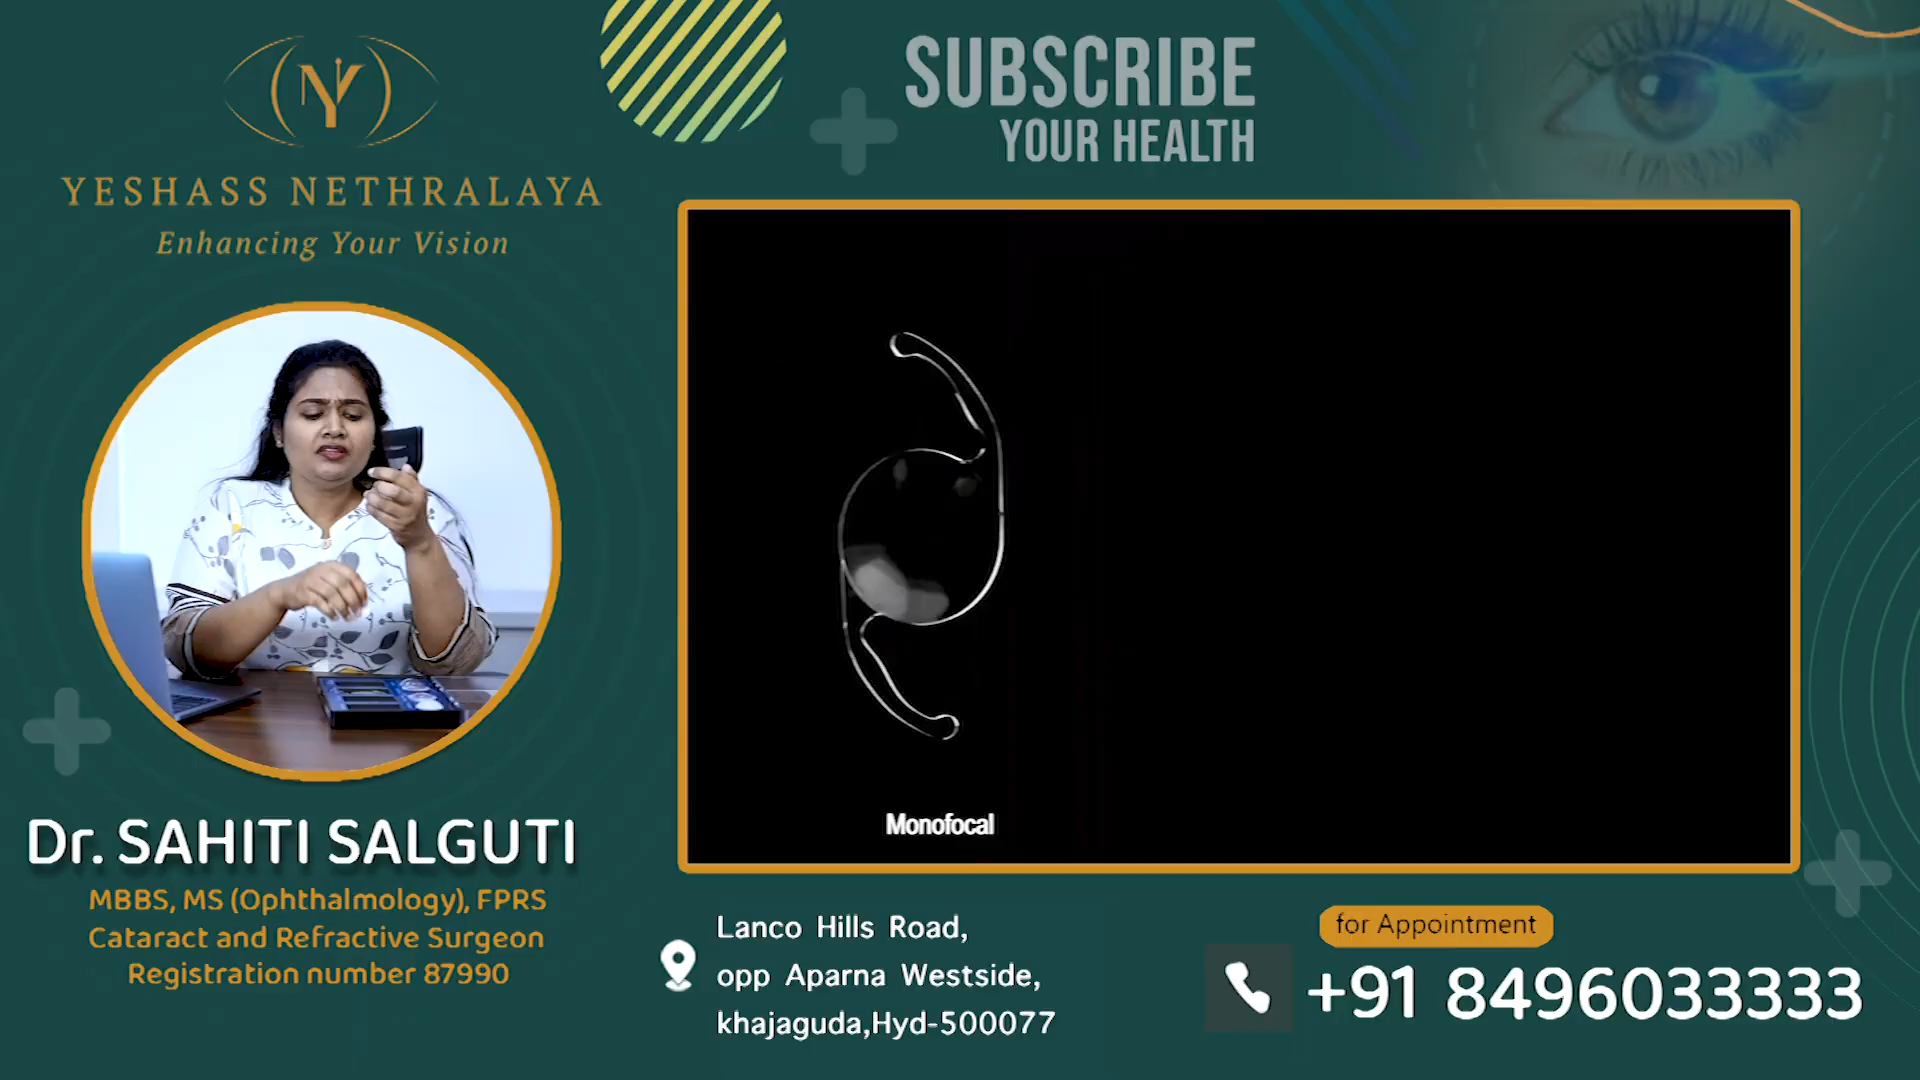 YESHASS NETHRALAYA
Enhancing Your Vision
SUBSCRIBE
YOUR HEALTH
Monofocal
Dr. SAHITI SALGUTI
MBBS, MS (Ophthalmology), FPRS
Cataract and Refractive Surgeon
Registration number 87990
Lanco Hills Road,
opp Aparna Westside,
khajaguda,Hyd-500077
for Appointment
+91 8496033333